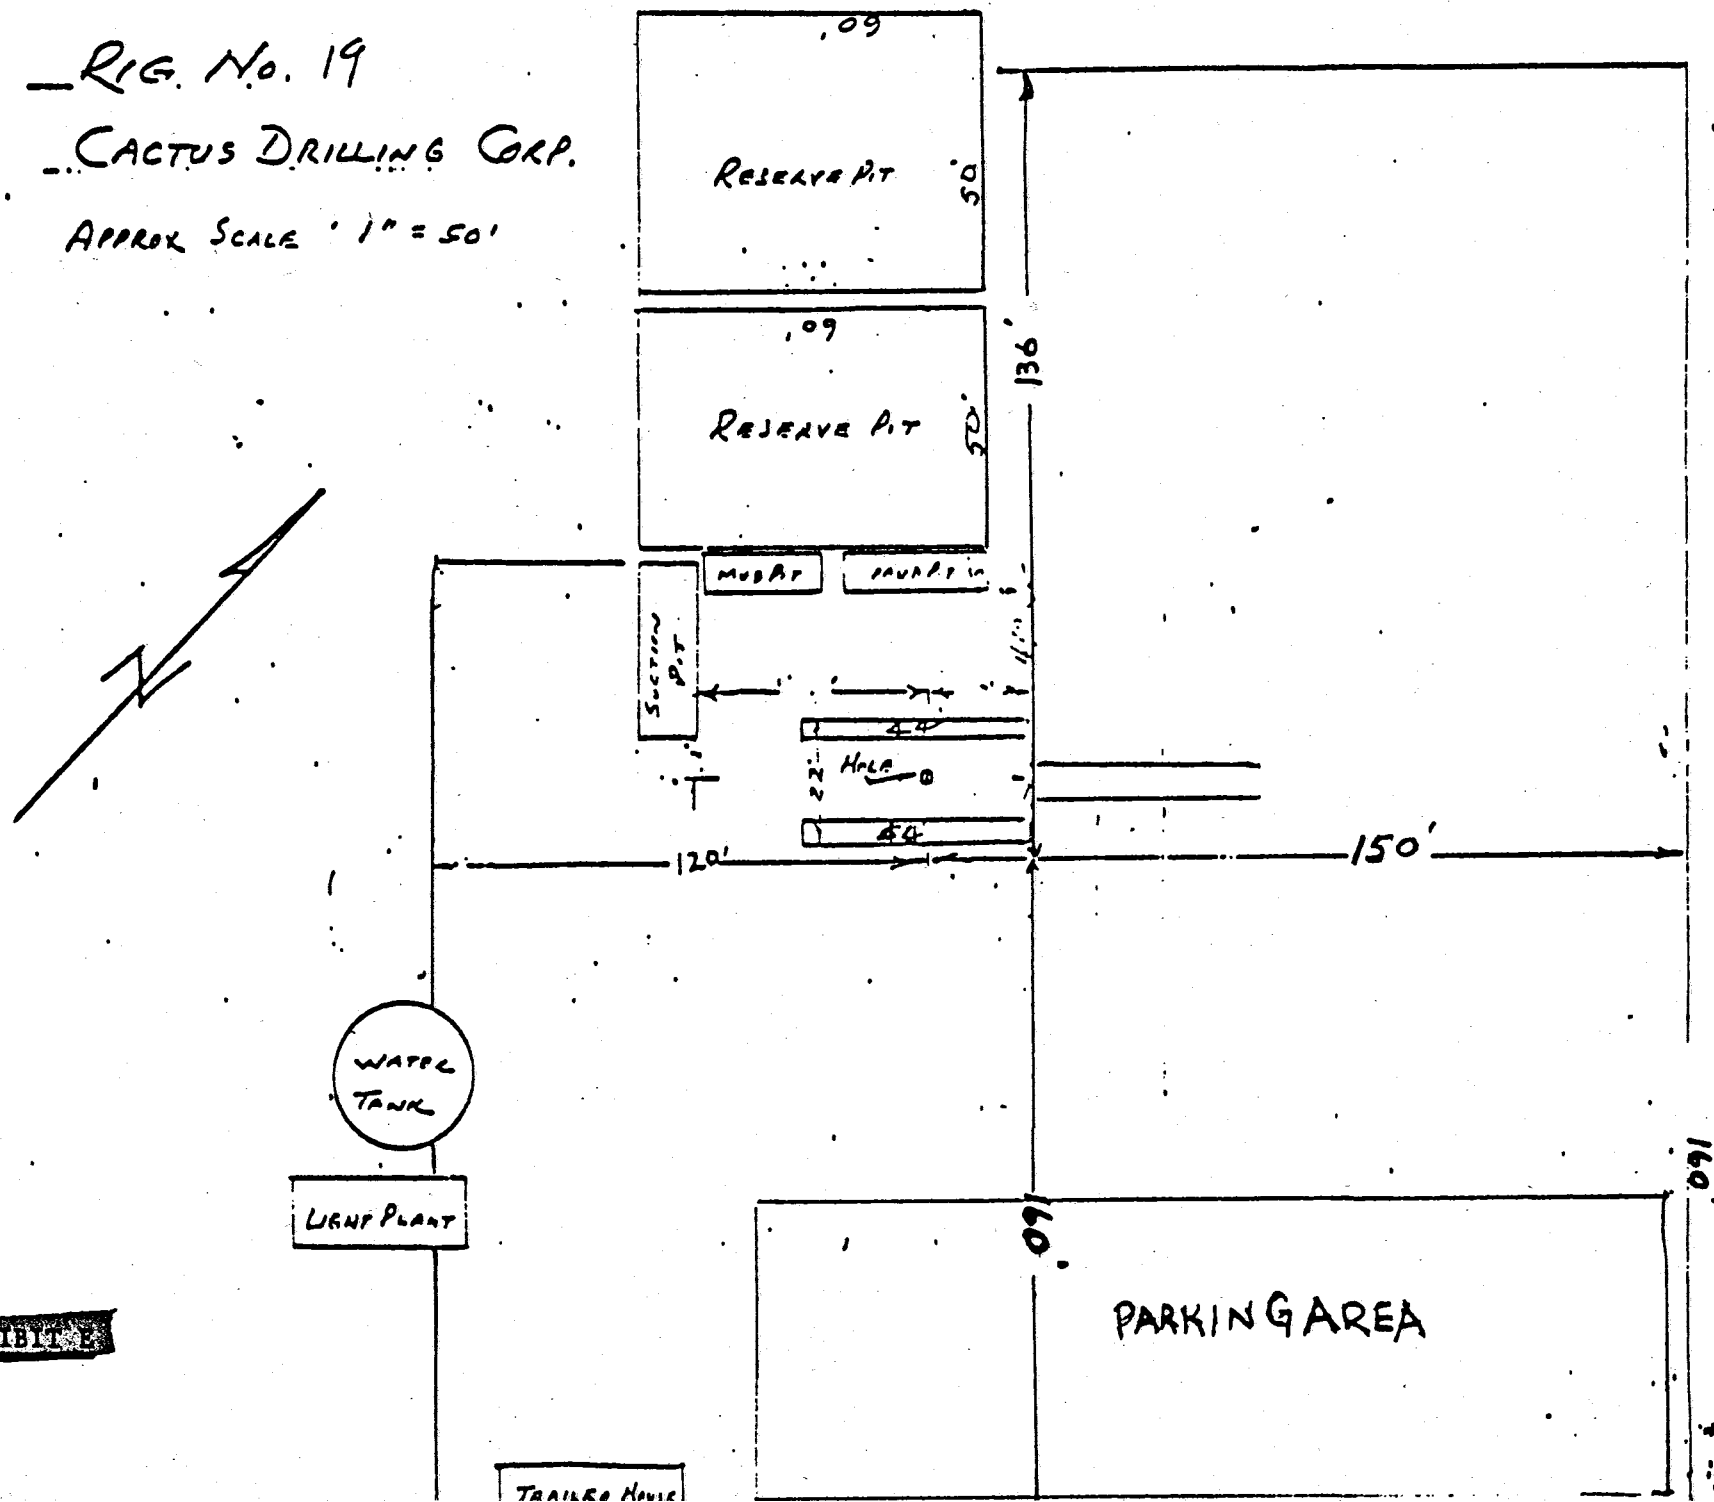 RIG. No. 19
CACTUS DRILLING CORP.
APPROX SCALE 1" = 50'
60'
RESERVE PIT
50'
60'
RESERVE PIT
50'
136'
MUD PIT
SUCTION
PIT
44'
22'
HOLE
44'
120'
150'
WATER
TANK
LIGHT PLANT
160'
160
PARKING AREA
IBIT E
TRAILER HOUSE
N